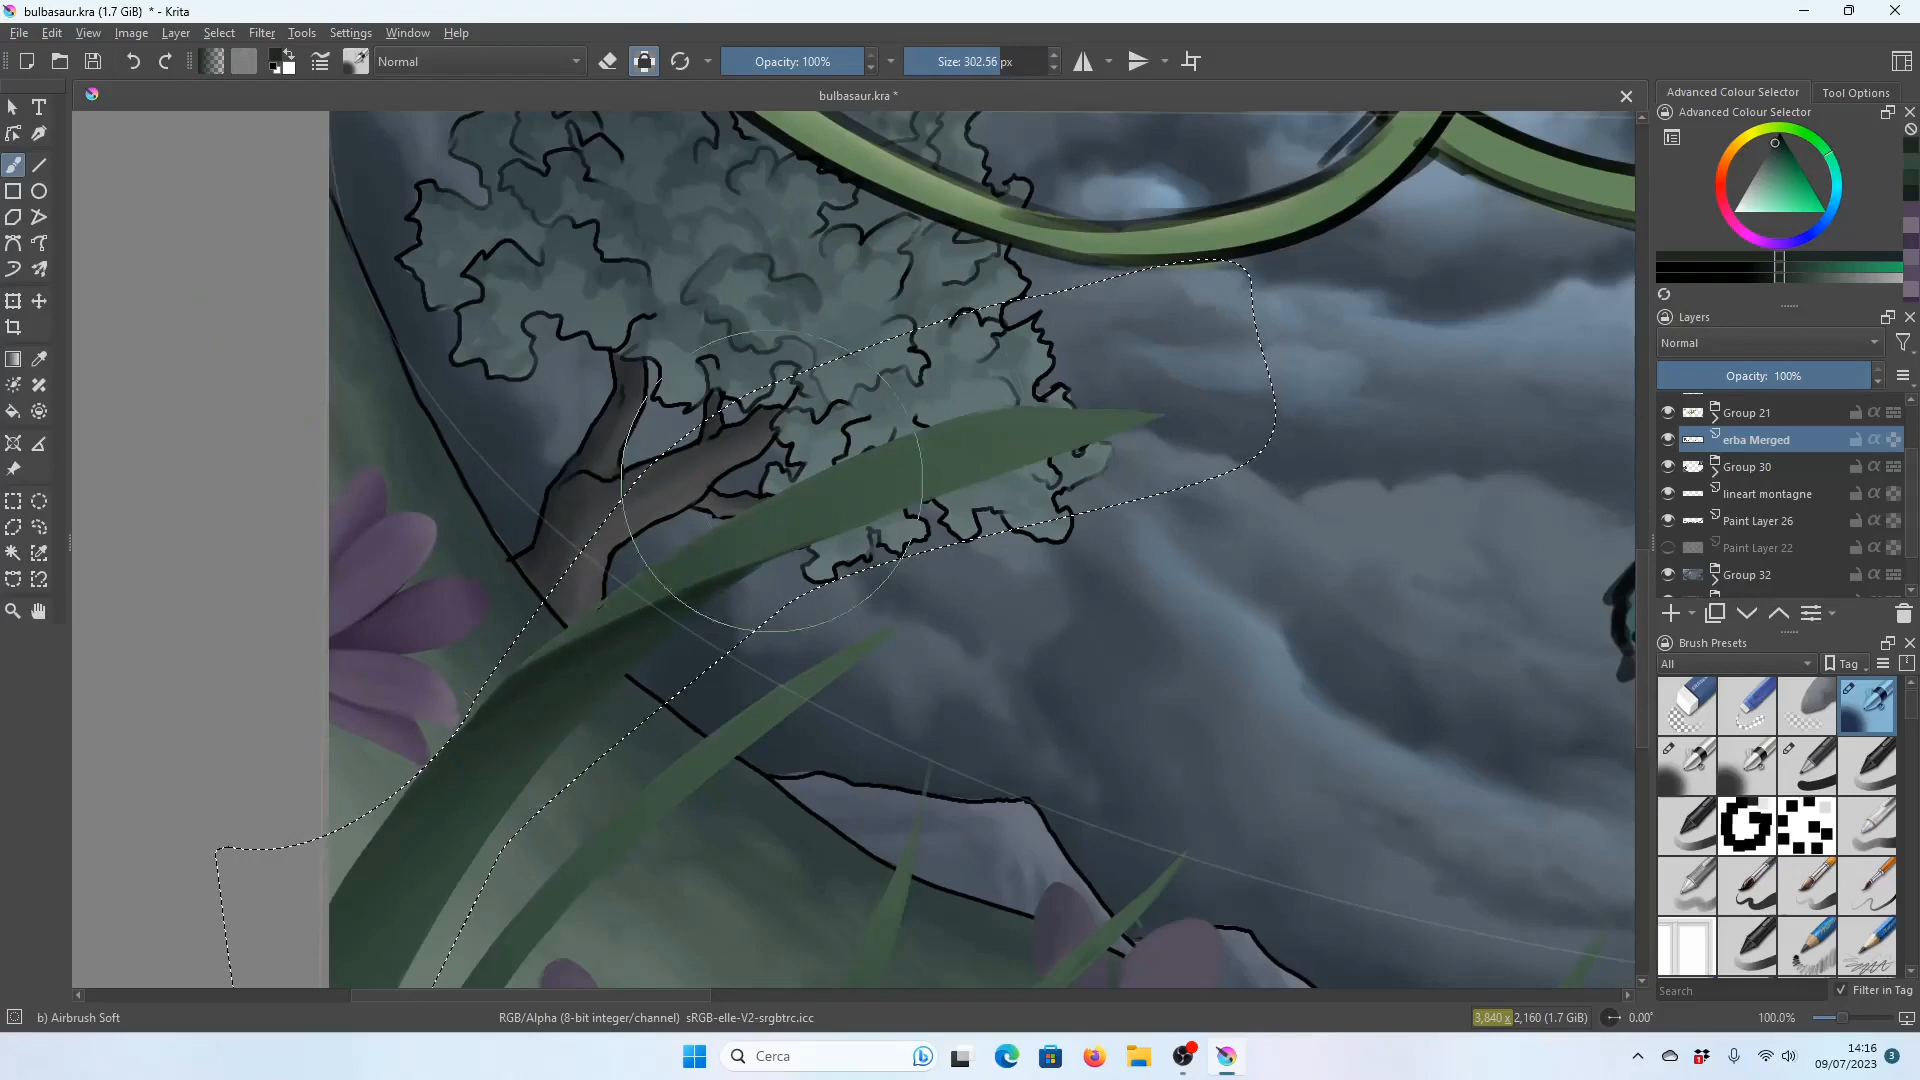 bulbasaur.kra (1.7 GiB) * - Krita
File Edit View Image Layer Select Filter Tools Settings Window Help
Normal
Opacity: 100%
Size: 302.56 px
bulbasaur.kra *
Advanced Colour Selector
Tool Options
Advanced Colour Selector
Layers
Normal
Opacity: 100%
Group 21
erba Merged
Group 30
lineart montagne
Paint Layer 26
Paint Layer 22
Group 32
Brush Presets
All
Tag
Search
Filter in Tag
b) Airbrush Soft
RGB/Alpha (8-bit integer/channel) sRGB-elle-V2-srgbtrc.icc
3,840 x 2,160 (1.7 GiB)
0.00°
100.0%
Cerca
14:16
09/07/2023
3
1